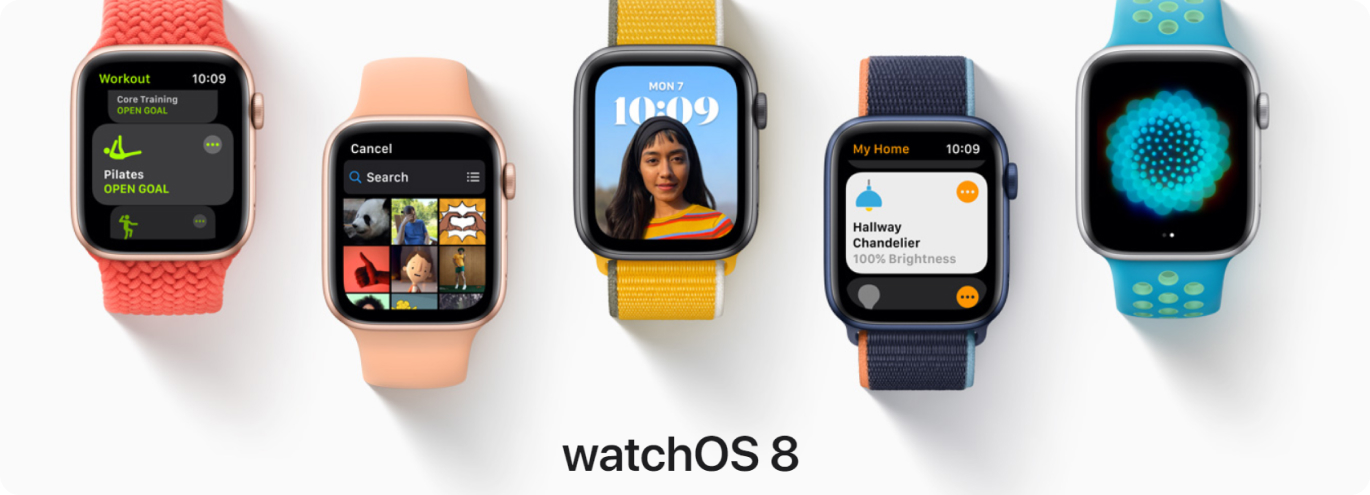 Workout 10:09
Core Training
OPEN GOAL
Pilates
OPEN GOAL
Cancel
Search
MON 7
10:09
My Home 10:09
Hallway
Chandelier
100% Brightness
watchOS 8